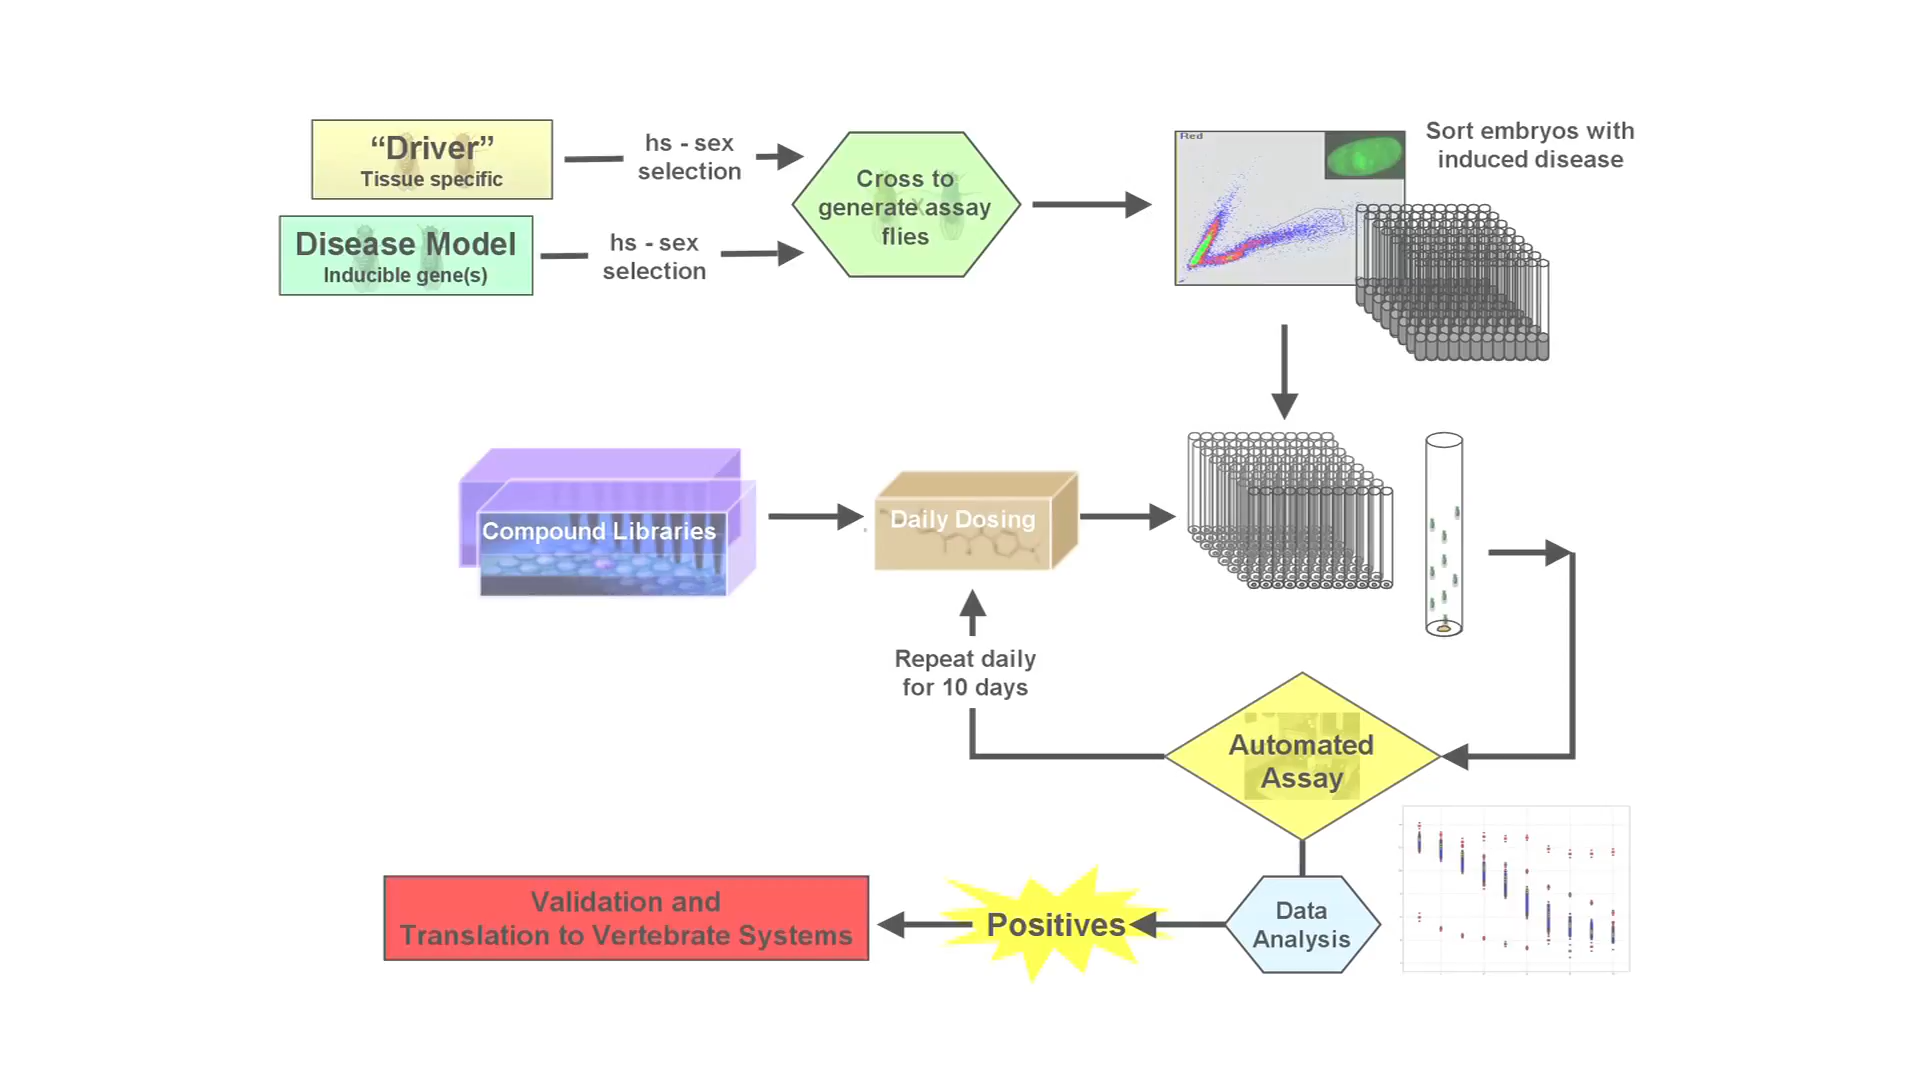 “Driver”
Tissue specific
hs - sex
selection
Disease Model
Inducible gene(s)
hs - sex
selection
Cross to
generate assay
flies
Red
Sort embryos with
induced disease
Compound Libraries
Daily Dosing
Repeat daily
for 10 days
Automated
Assay
Data
Analysis
Positives
Validation and
Translation to Vertebrate Systems